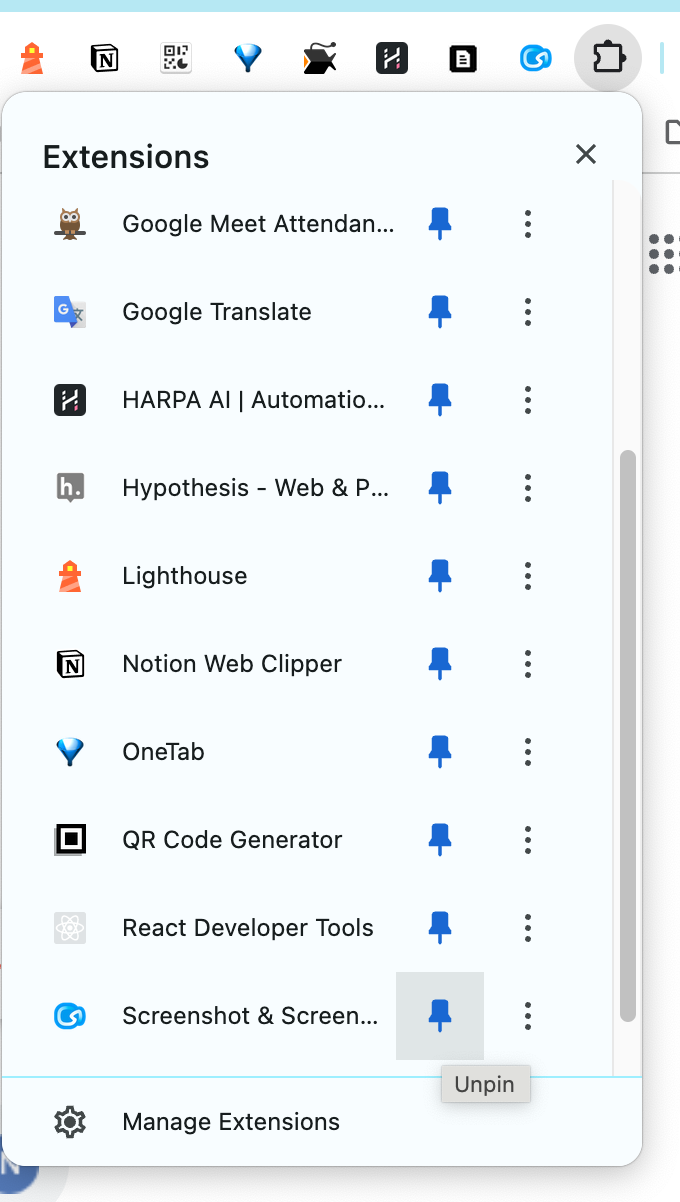 Extensions
Google Meet Attendan...
Google Translate
HARPA AI | Automatio...
h. Hypothesis - Web & P...
Lighthouse
N Notion Web Clipper
OneTab
QR Code Generator
React Developer Tools
Screenshot & Screen...
Unpin
Manage Extensions
N